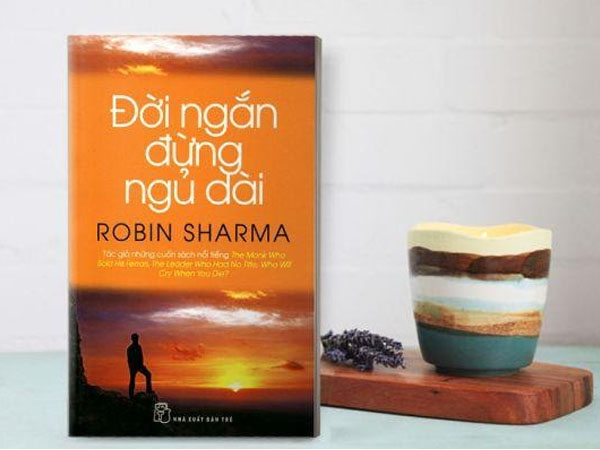 Đời ngắn
đừng
ngủ dài
ROBIN SHARMA
Tác giả những cuốn sách nổi tiếng The Monk Who
Sold His Ferrari, The Leader Who Had No Title, Who Will
Cry When You Die?
NHÀ XUẤT BẢN TRẺ